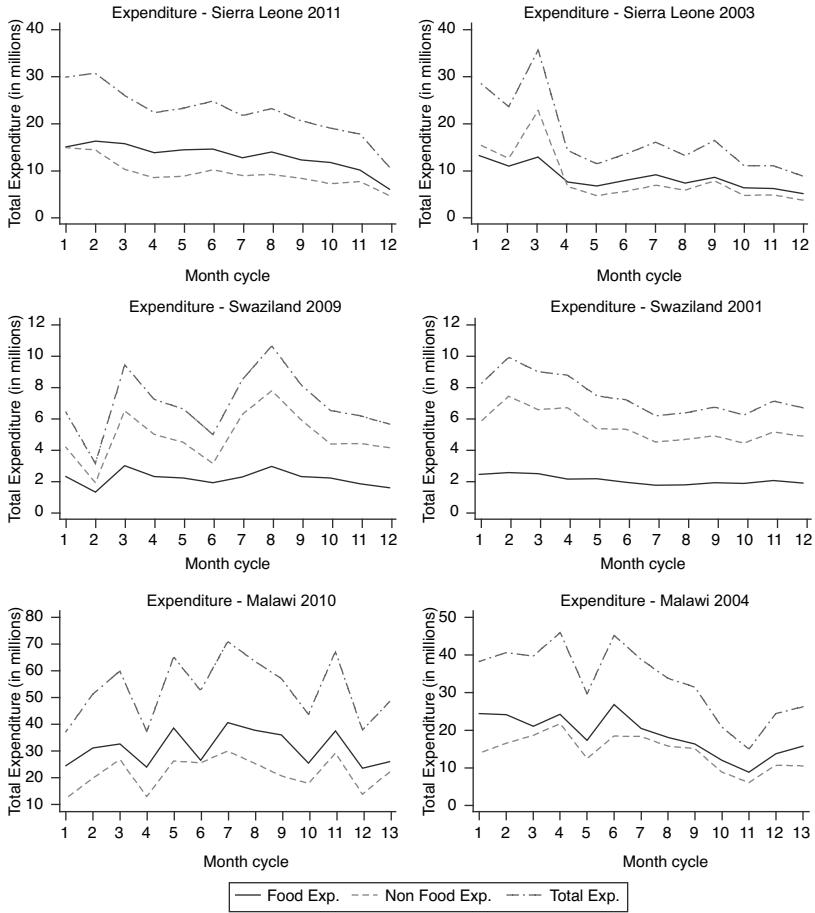 Expenditure - Sierra Leone 2011
Total Expenditure (in millions)
40
30
20
10
0
1 2 3 4 5 6 7 8 9 10 11 12
Month cycle
Expenditure - Sierra Leone 2003
Total Expenditure (in millions)
40
30
20
10
0
1 2 3 4 5 6 7 8 9 10 11 12
Month cycle
Expenditure - Swaziland 2009
Total Expenditure (in millions)
12
10
8
6
4
2
0
1 2 3 4 5 6 7 8 9 10 11 12
Month cycle
Expenditure - Swaziland 2001
Total Expenditure (in millions)
12
10
8
6
4
2
0
1 2 3 4 5 6 7 8 9 10 11 12
Month cycle
Expenditure - Malawi 2010
Total Expenditure (in millions)
80
70
60
50
40
30
20
10
1 2 3 4 5 6 7 8 9 10 11 12 13
Month cycle
Expenditure - Malawi 2004
Total Expenditure (in millions)
50
40
30
20
10
0
1 2 3 4 5 6 7 8 9 10 11 12 13
Month cycle
Food Exp. Non Food Exp. Total Exp.